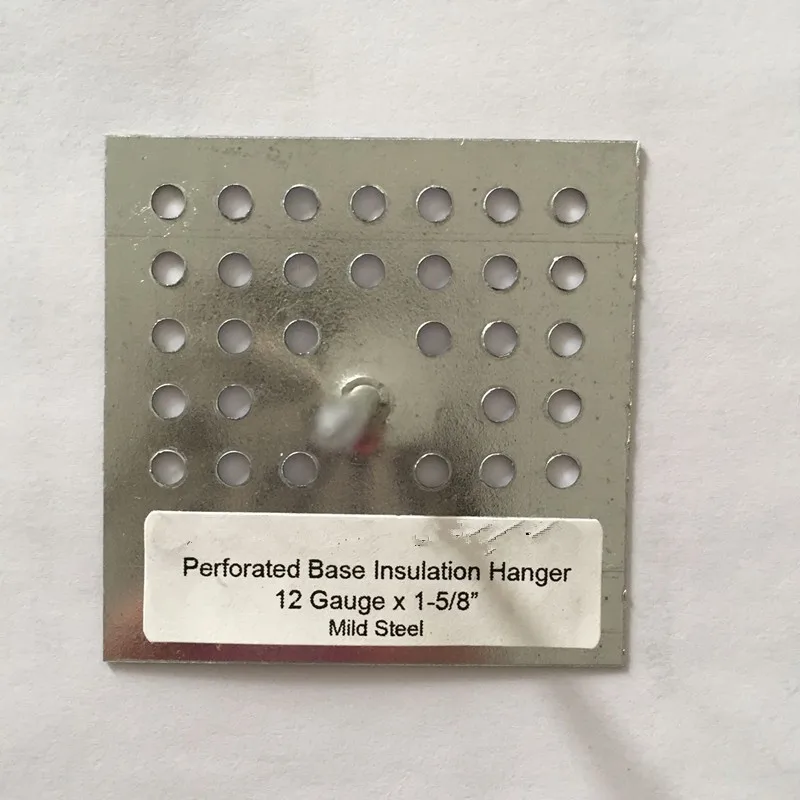 Perforated Base Insulation Hanger
12 Gauge x 1-5/8”
Mild Steel